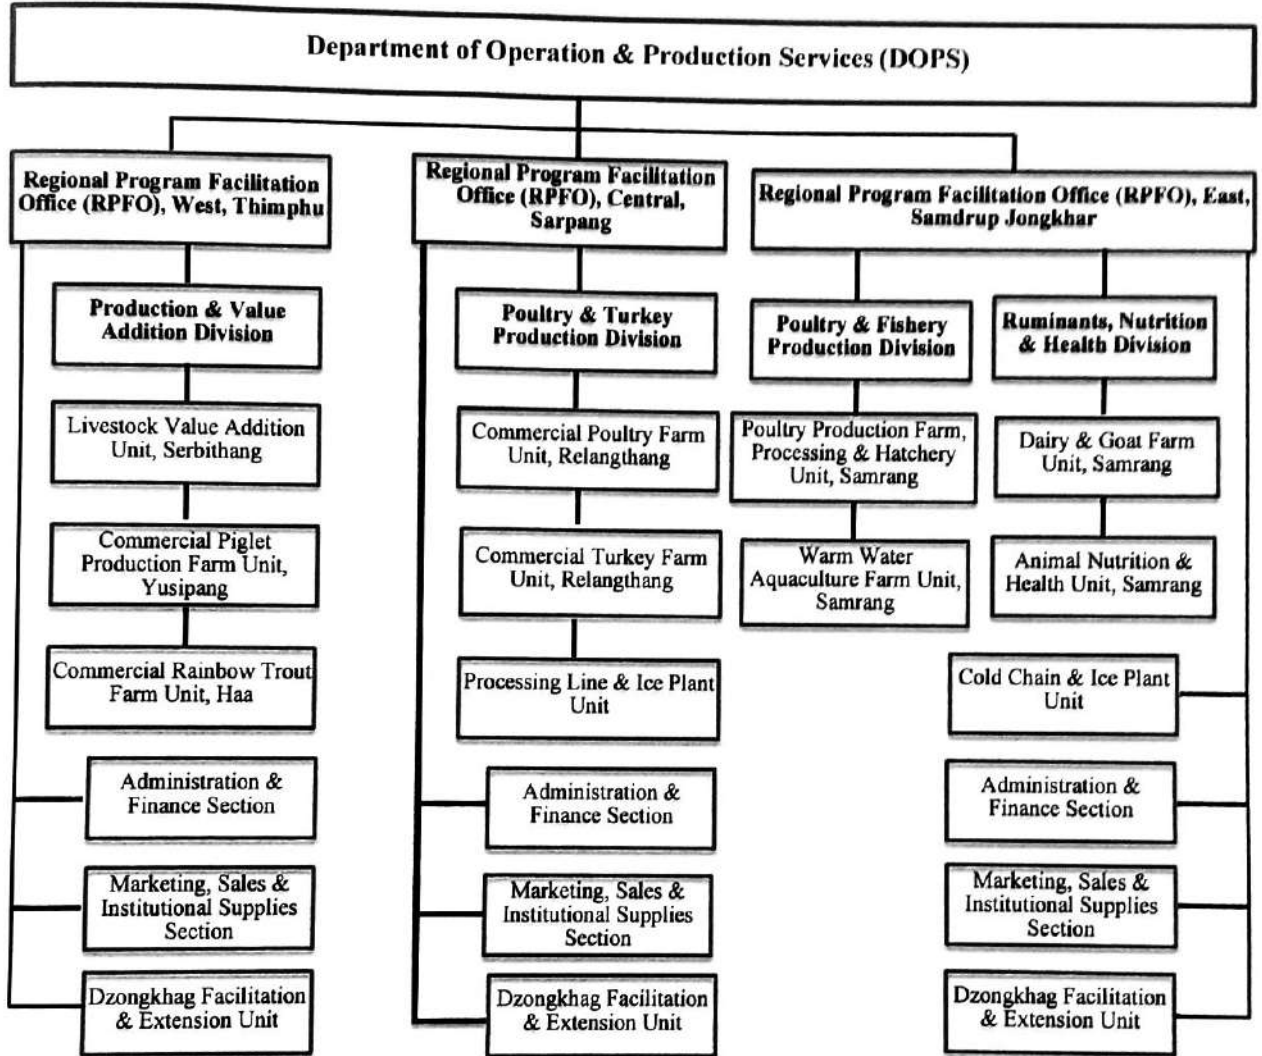 Department of Operation & Production Services (DOPS)
Regional Program Facilitation
Office (RPFO), West, Thimphu
Regional Program Facilitation
Office (RPFO), Central,
Sarpang
Regional Program Facilitation Office (RPFO), East,
Samdrup Jongkhar
Production & Value
Addition Division
Poultry & Turkey
Production Division
Poultry & Fishery
Production Division
Ruminants, Nutrition
& Health Division
Livestock Value Addition
Unit, Serbithang
Commercial Poultry Farm
Unit, Relangthang
Poultry Production Farm,
Processing & Hatchery
Unit, Samrang
Dairy & Goat Farm
Unit, Samrang
Commercial Piglet
Production Farm Unit,
Yusipang
Commercial Turkey Farm
Unit, Relangthang
Warm Water
Aquaculture Farm Unit,
Samrang
Animal Nutrition &
Health Unit, Samrang
Commercial Rainbow Trout
Farm Unit, Haa
Processing Line & Ice Plant
Unit
Cold Chain & Ice Plant
Unit
Administration &
Finance Section
Administration &
Finance Section
Administration &
Finance Section
Marketing, Sales &
Institutional Supplies
Section
Marketing, Sales &
Institutional Supplies
Section
Marketing, Sales &
Institutional Supplies
Section
Dzongkhag Facilitation
& Extension Unit
Dzongkhag Facilitation
& Extension Unit
Dzongkhag Facilitation
& Extension Unit